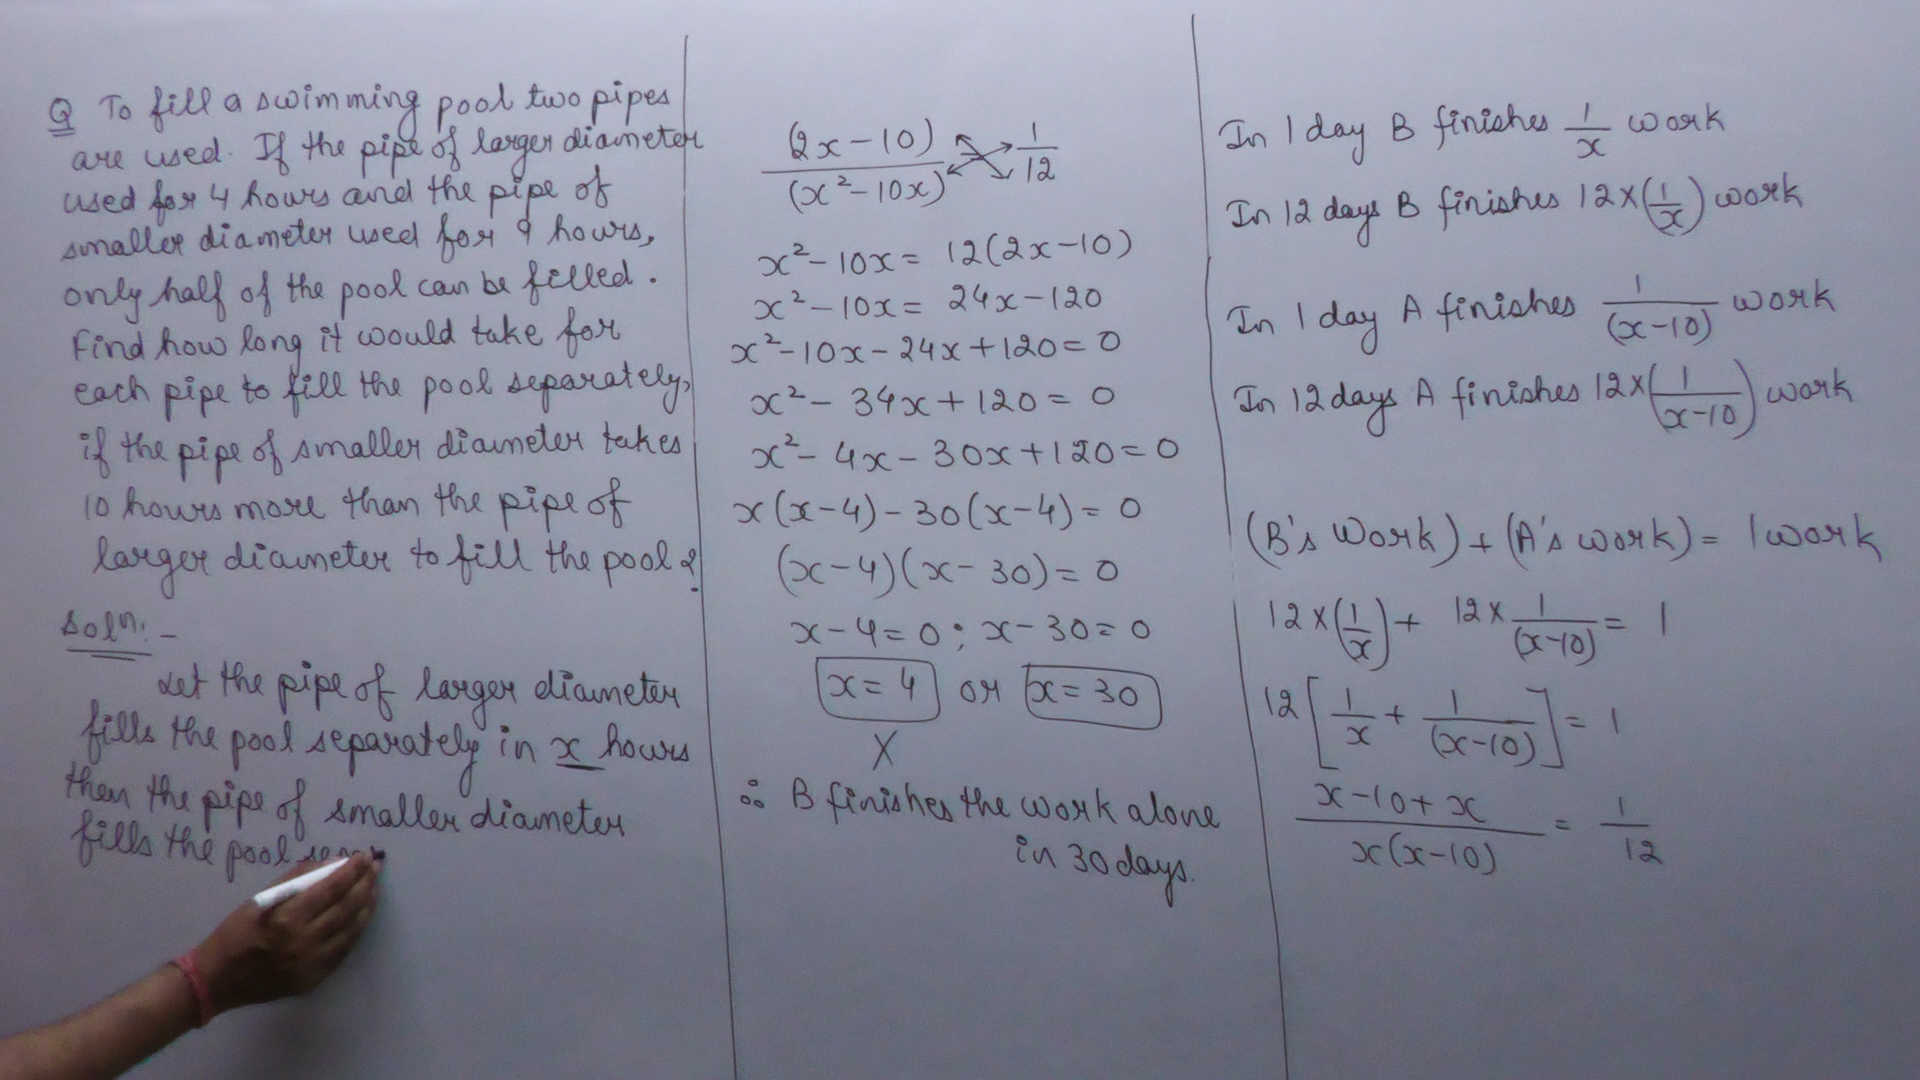 Q To fill a swimming pool two pipes
are used. If the pipe of larger diameter
used for 4 hours and the pipe of
smaller diameter used for 9 hours,
only half of the pool can be filled.
Find how long it would take for
each pipe to fill the pool separately,
if the pipe of smaller diameter takes
10 hours more than the pipe of
larger diameter to fill the pool?
Soln:-
Let the pipe of larger diameter
fills the pool separately in x hours
then the pipe of smaller diameter
fills the pool
(2x-10)/(x²-10x) 1/12
x²-10x = 12(2x-10)
x²-10x = 24x-120
x²-10x-24x+120=0
x²-34x+120=0
x²-4x-30x+120=0
x(x-4)-30(x-4)=0
(x-4)(x-30)=0
x-4=0; x-30=0
x=4 or x=30
X
∴ B finishes the work alone
in 30 days.
In 1 day B finishes 1/x work
In 12 days B finishes 12×(1/x) work
In 1 day A finishes 1/(x-10) work
In 12 days A finishes 12×(1/x-10) work
(B's Work)+(A's work)= 1 work
12×(1/x)+ 12×1/(x-10) = 1
12[1/x + 1/(x-10)] = 1
x-10+x/x(x-10) = 1/12